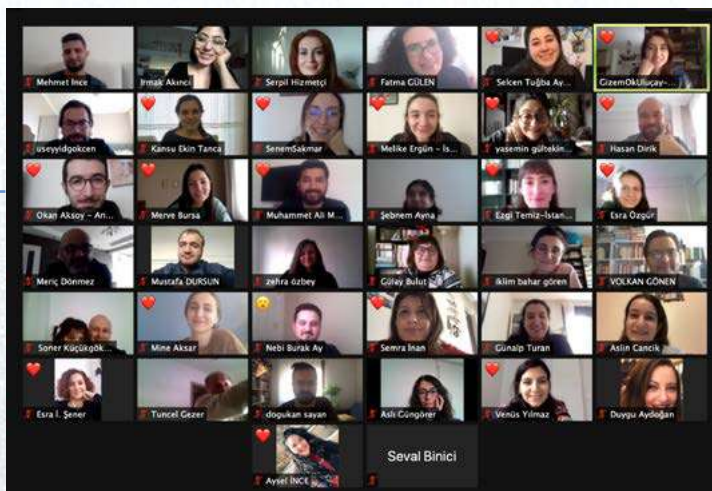 Mehmet İnce
Irmak Akıncı
Serpil Hizmetçi
Fatma GÜLEN
Selcen Tuğba Ay...
GizemOkUluçay-...
useyyidgokcen
Kansu Ekin Tanca
SenemSakmar
Melike Ergün - İs...
yasemin gültekin...
Hasan Dirik
Okan Aksoy - An...
Merve Bursa
Muhammet Ali M...
Şebnem Ayna
Ezgi Temiz-İstan...
Esra Özgür
Meriç Dönmez
Mustafa DURSUN
zehra özbey
Gülay Bulut
iklim bahar gören
VOLKAN GÖNEN
Soner Küçükgök...
Mine Aksar
Nebi Burak Ay
Semra İnan
Günalp Turan
Aslin Cancik
Esra İ. Şener
Tuncel Gezer
dogukan sayan
Aslı Güngörer
Venüs Yılmaz
Duygu Aydoğan
Aysel İNCE
Seval Binici